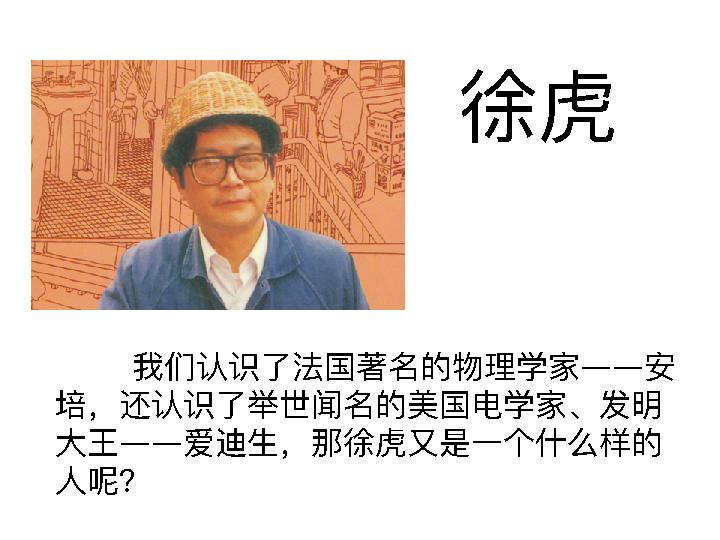 徐虎
我们认识了法国著名的物理学家——安
培，还认识了举世闻名的美国电学家、发明
大王——爱迪生，那徐虎又是一个什么样的
人呢？